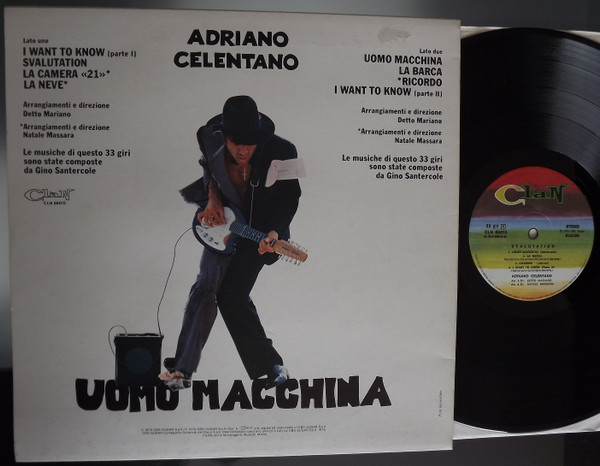 ADRIANO
CELENTANO
Lato uno
I WANT TO KNOW (parte I)
SVALUTATION
LA CAMERA «21»*
LA NEVE*
Arrangiamenti e direzione
Detto Mariano
*Arrangiamenti e direzione
Natale Massara
Le musiche di questo 33 giri
sono state composte
da Gino Santercole
Clan
Lato due
UOMO MACCHINA
LA BARCA
*RICORDO
I WANT TO KNOW (parte II)
Arrangiamenti e direzione
Detto Mariano
*Arrangiamenti e direzione
Natale Massara
Le musiche di questo 33 giri
sono state composte
da Gino Santercole
UOMO MACCHINA
Clan
STEREO
SVALUTATION
ADRIANO CELENTANO